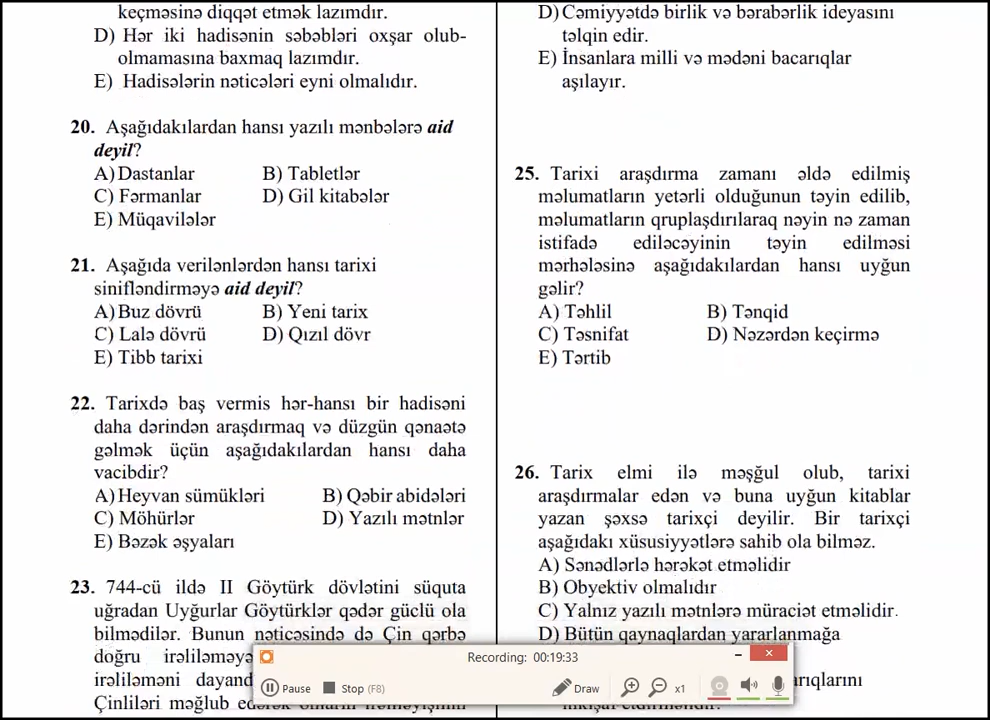 keçməsinə diqqət etmək lazımdır.
D) Hər iki hadisənin səbəbləri oxşar olub-
olmamasına baxmaq lazımdır.
E) Hadisələrin nəticələri eyni olmalıdır.
20. Aşağıdakılardan hansı yazılı mənbələrə aid
deyil?
A) Dastanlar B) Tabletlər
C) Fərmanlar D) Gil kitabələr
E) Müqavilələr
21. Aşağıda verilənlərdən hansı tarixi
sinifləndirməyə aid deyil?
A) Buz dövrü B) Yeni tarix
C) Lalə dövrü D) Qızıl dövr
E) Tibb tarixi
22. Tarixdə baş vermis hər-hansı bir hadisəni
daha dərindən araşdırmaq və düzgün qənaətə
gəlmək üçün aşağıdakılardan hansı daha
vacibdir?
A) Heyvan sümükləri B) Qəbir abidələri
C) Möhürlər D) Yazılı mətnlər
E) Bəzək əşyaları
23. 744-cü ildə II Göytürk dövlətini süquta
uğradan Uyğurlar Göytürklər qədər güclü ola
bilmədilər. Bunun nəticəsində də Çin qərbə
doğru irəliləməyə
irəliləməni dayand
Çinliləri məğlub
D) Cəmiyyətdə birlik və bərabərlik ideyasını
təlqin edir.
E) İnsanlara milli və mədəni bacarıqlar
aşılayır.
25. Tarixi araşdırma zamanı əldə edilmiş
məlumatların yetərli olduğunun təyin edilib,
məlumatların qruplaşdırılaraq nəyin nə zaman
istifadə ediləcəyinin təyin edilməsi
mərhələsinə aşağıdakılardan hansı uyğun
gəlir?
A) Təhlil B) Tənqid
C) Təsnifat D) Nəzərdən keçirmə
E) Tərtib
26. Tarix elmi ilə məşğul olub, tarixi
araşdırmalar edən və buna uyğun kitablar
yazan şəxsə tarixçi deyilir. Bir tarixçi
aşağıdakı xüsusiyyətlərə sahib ola bilməz.
A) Sənədlərlə hərəkət etməlidir
B) Obyektiv olmalıdır
C) Yalnız yazılı mətnlərə müraciət etməlidir.
D) Bütün qaynaqlardan yararlanmağa
arıqlarını
Recording: 00:19:33
Pause Stop (F8) Draw x1